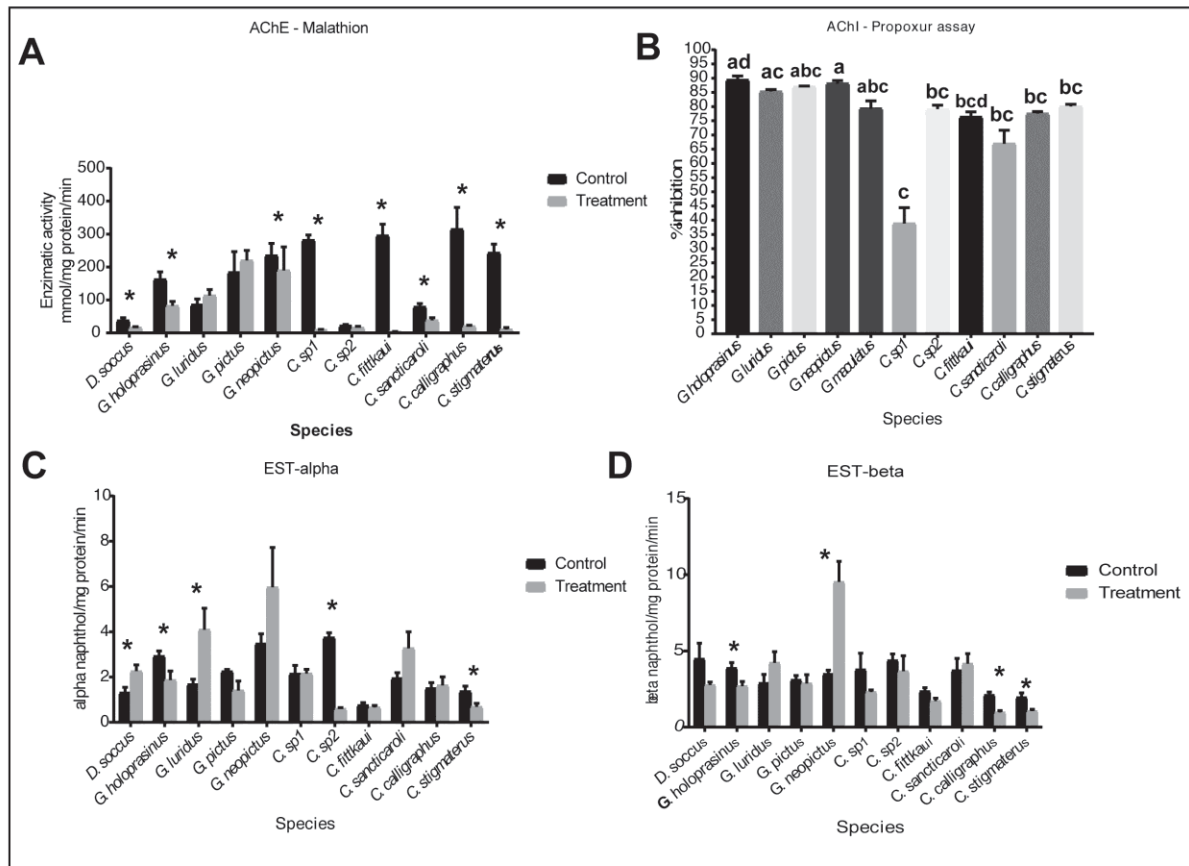 A
AChE - Malathion
Enzimatic activity
mmol/mg protein/min
500
400
300
200
100
0
*
*
*
*
*
*
*
*
Control
Treatment
D. soccus
G. holoprasinus
G. luridus
G. pictus
G. neopictus
C. sp1
C. sp2
C. fittkaui
C. sancticaroli
C. calligraphus
C. stigmaterus
Species
B
AChI - Propoxur assay
%inhibition
100
95
90
85
80
75
70
65
60
55
50
45
40
35
30
25
20
15
10
5
0
ad
ac
abc
a
abc
c
bc
bcd
bc
bc
bc
G. holoprasinus
G. luridus
G. pictus
G. neopictus
G. maculatus
C. sp1
C. sp2
C. fittkaui
C. sancticaroli
C. calligraphus
C. stigmaterus
Species
C
EST-alpha
alpha naphthol/mg protein/min
10
8
6
4
2
0
*
*
*
*
*
Control
Treatment
D. soccus
G. holoprasinus
G. luridus
G. pictus
G. neopictus
C. sp1
C. sp2
C. fittkaui
C. sancticaroli
C. calligraphus
C. stigmaterus
Species
D
EST-beta
beta naphthol/mg protein/min
15
10
5
0
*
*
*
*
Control
Treatment
D. soccus
G. holoprasinus
G. luridus
G. pictus
G. neopictus
C. sp1
C. sp2
C. fittkaui
C. sancticaroli
C. calligraphus
C. stigmaterus
Species